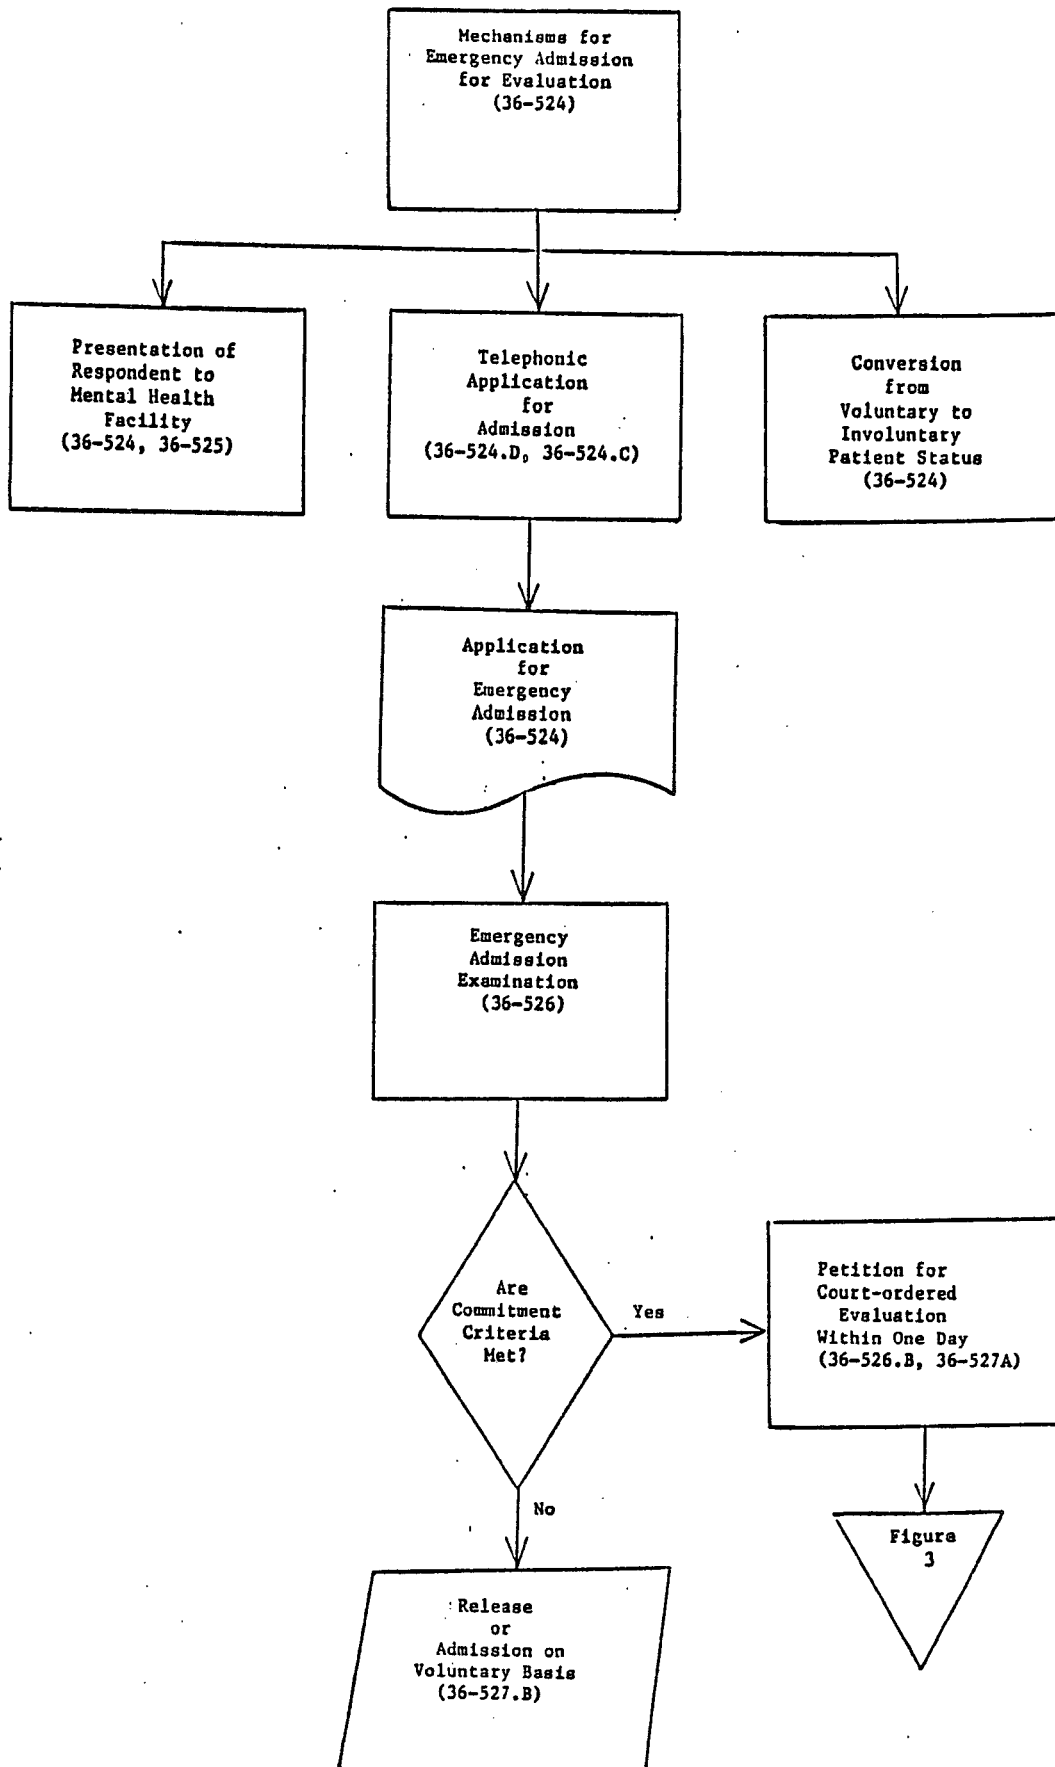 Mechanisms for
Emergency Admission
for Evaluation
(36-524)
Presentation of
Respondent to
Mental Health
Facility
(36-524, 36-525)
Telephonic
Application
for
Admission
(36-524.D, 36-524.C)
Conversion
from
Voluntary to
Involuntary
Patient Status
(36-524)
Application
for
Emergency
Admission
(36-524)
Emergency
Admission
Examination
(36-526)
Are
Commitment
Criteria
Met?
Yes
Petition for
Court-ordered
Evaluation
Within One Day
(36-526.B, 36-527A)
No
Figure
3
Release
or
Admission on
Voluntary Basis
(36-527.B)